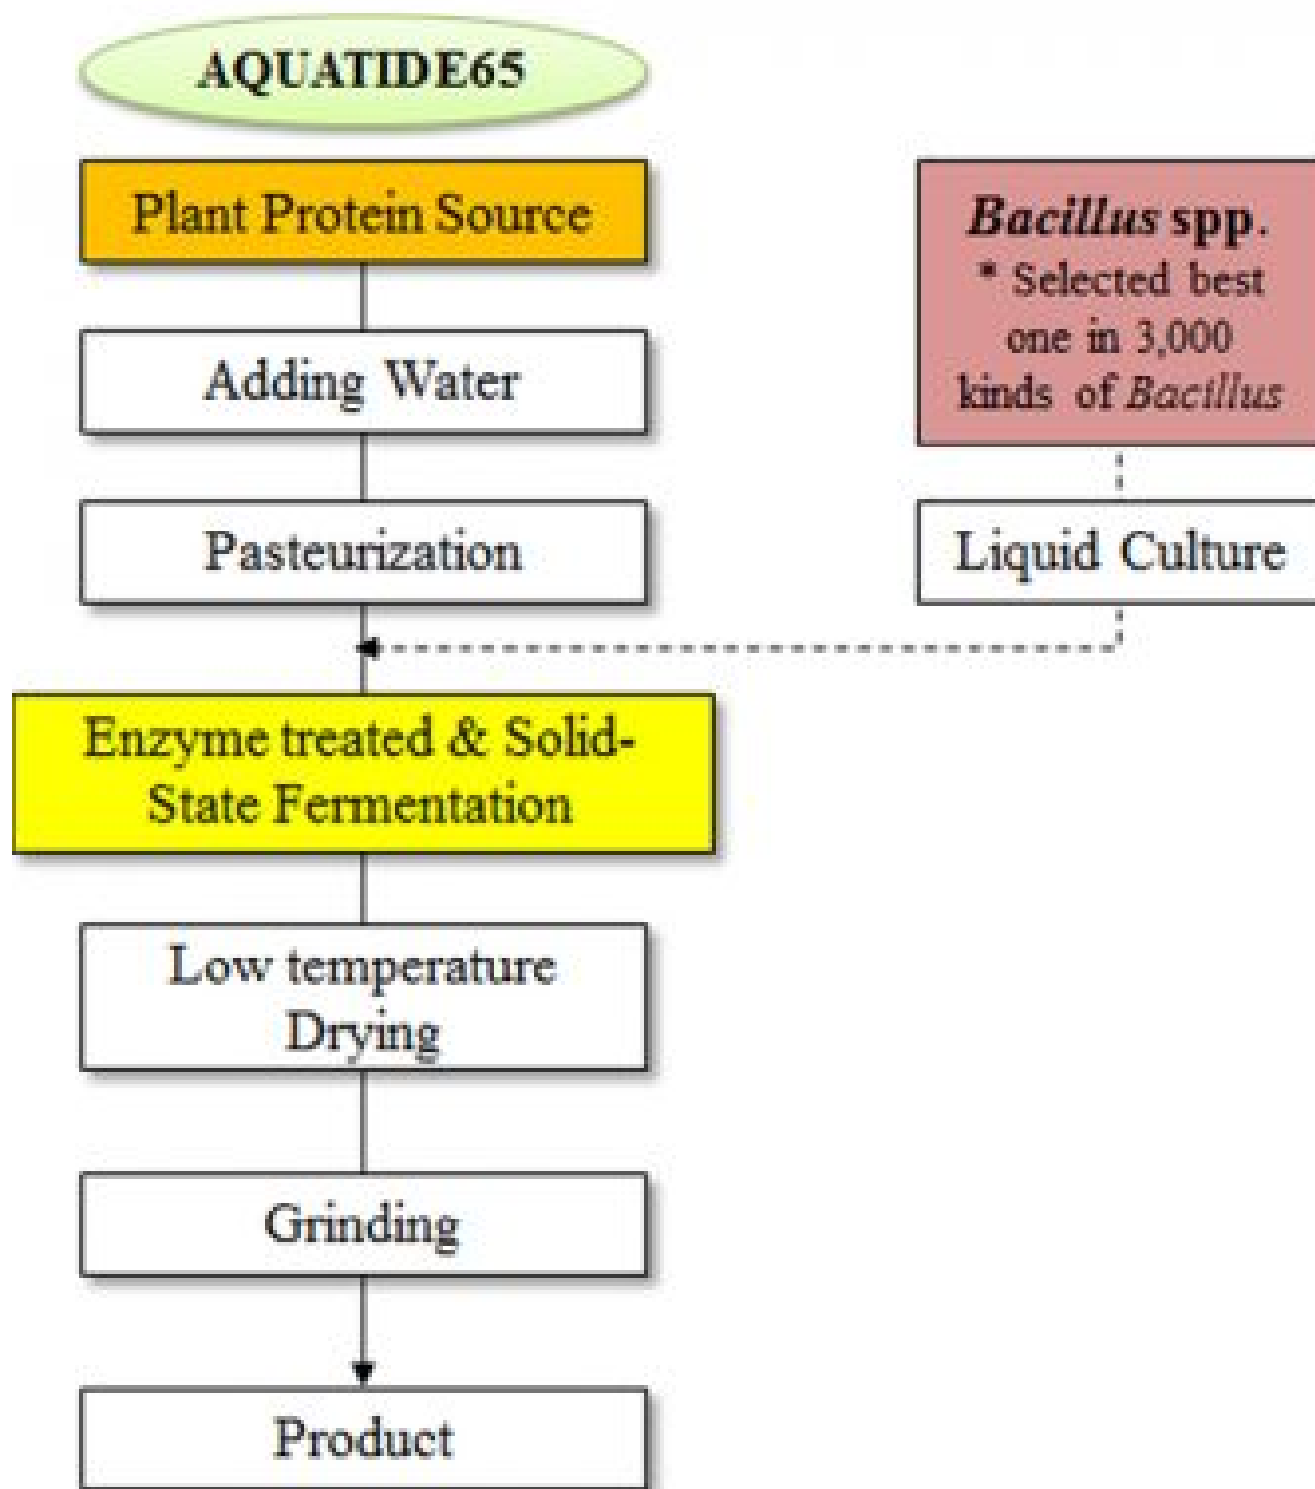 AQUATIDE65
Plant Protein Source
Adding Water
Pasteurization
Bacillus spp.
* Selected best
one in 3,000
kinds of Bacillus
Liquid Culture
Enzyme treated & Solid-
State Fermentation
Low temperature
Drying
Grinding
Product